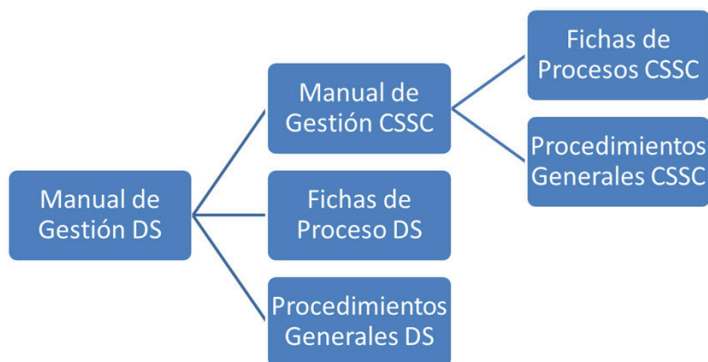 Manual de
Gestión DS
Manual de
Gestión CSSC
Fichas de
Procesos CSSC
Procedimientos
Generales CSSC
Fichas de
Proceso DS
Procedimientos
Generales DS